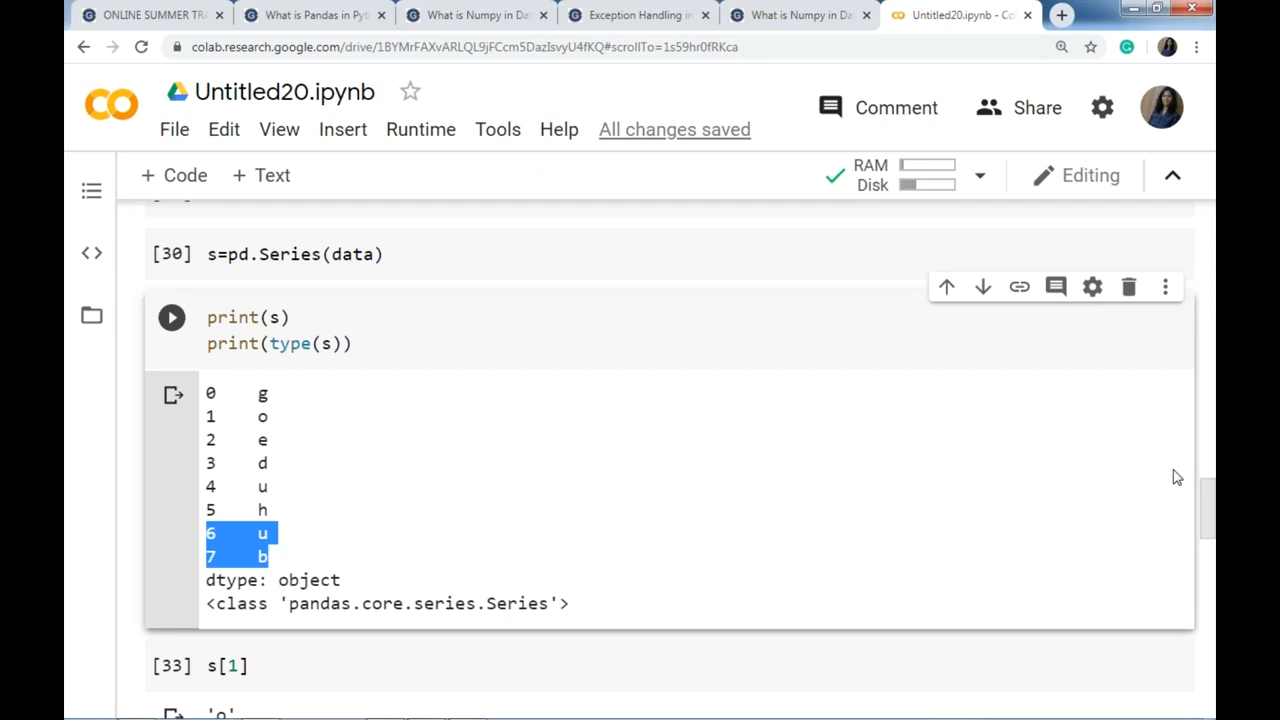 ONLINE SUMMER TR
What is Pandas in Pyt
What is Numpy in Da
Exception Handling in
What is Numpy in Da
Untitled20.ipynb - Co
colab.research.google.com/drive/1BYMrFAXvARLQL9jFCcm5DazIsvyU4fKQ#scrollTo=1s59hr0fRKca
Untitled20.ipynb
Comment
Share
File Edit View Insert Runtime Tools Help All changes saved
+ Code + Text
RAM
Disk
Editing
[30] s=pd.Series(data)
print(s)
print(type(s))
0 g
1 o
2 e
3 d
4 u
5 h
6 u
7 b
dtype: object
<class 'pandas.core.series.Series'>
[33] s[1]
'o'